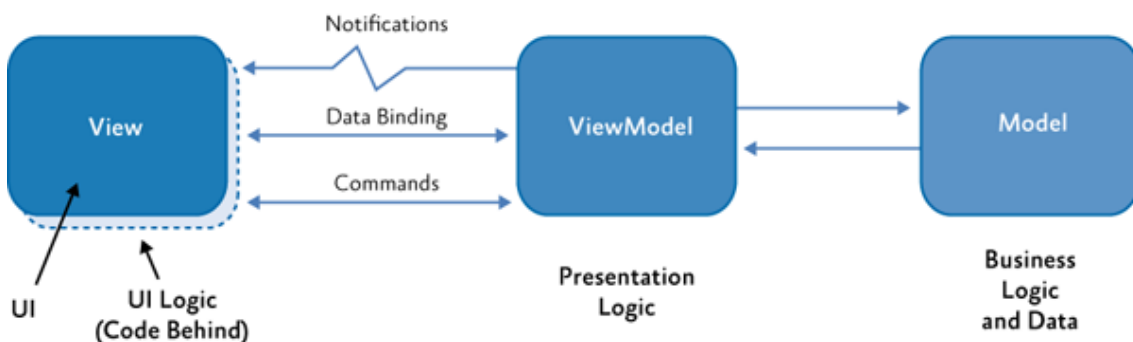 Notifications
View
Data Binding
ViewModel
Model
Commands
UI
UI Logic
(Code Behind)
Presentation
Logic
Business
Logic
and Data